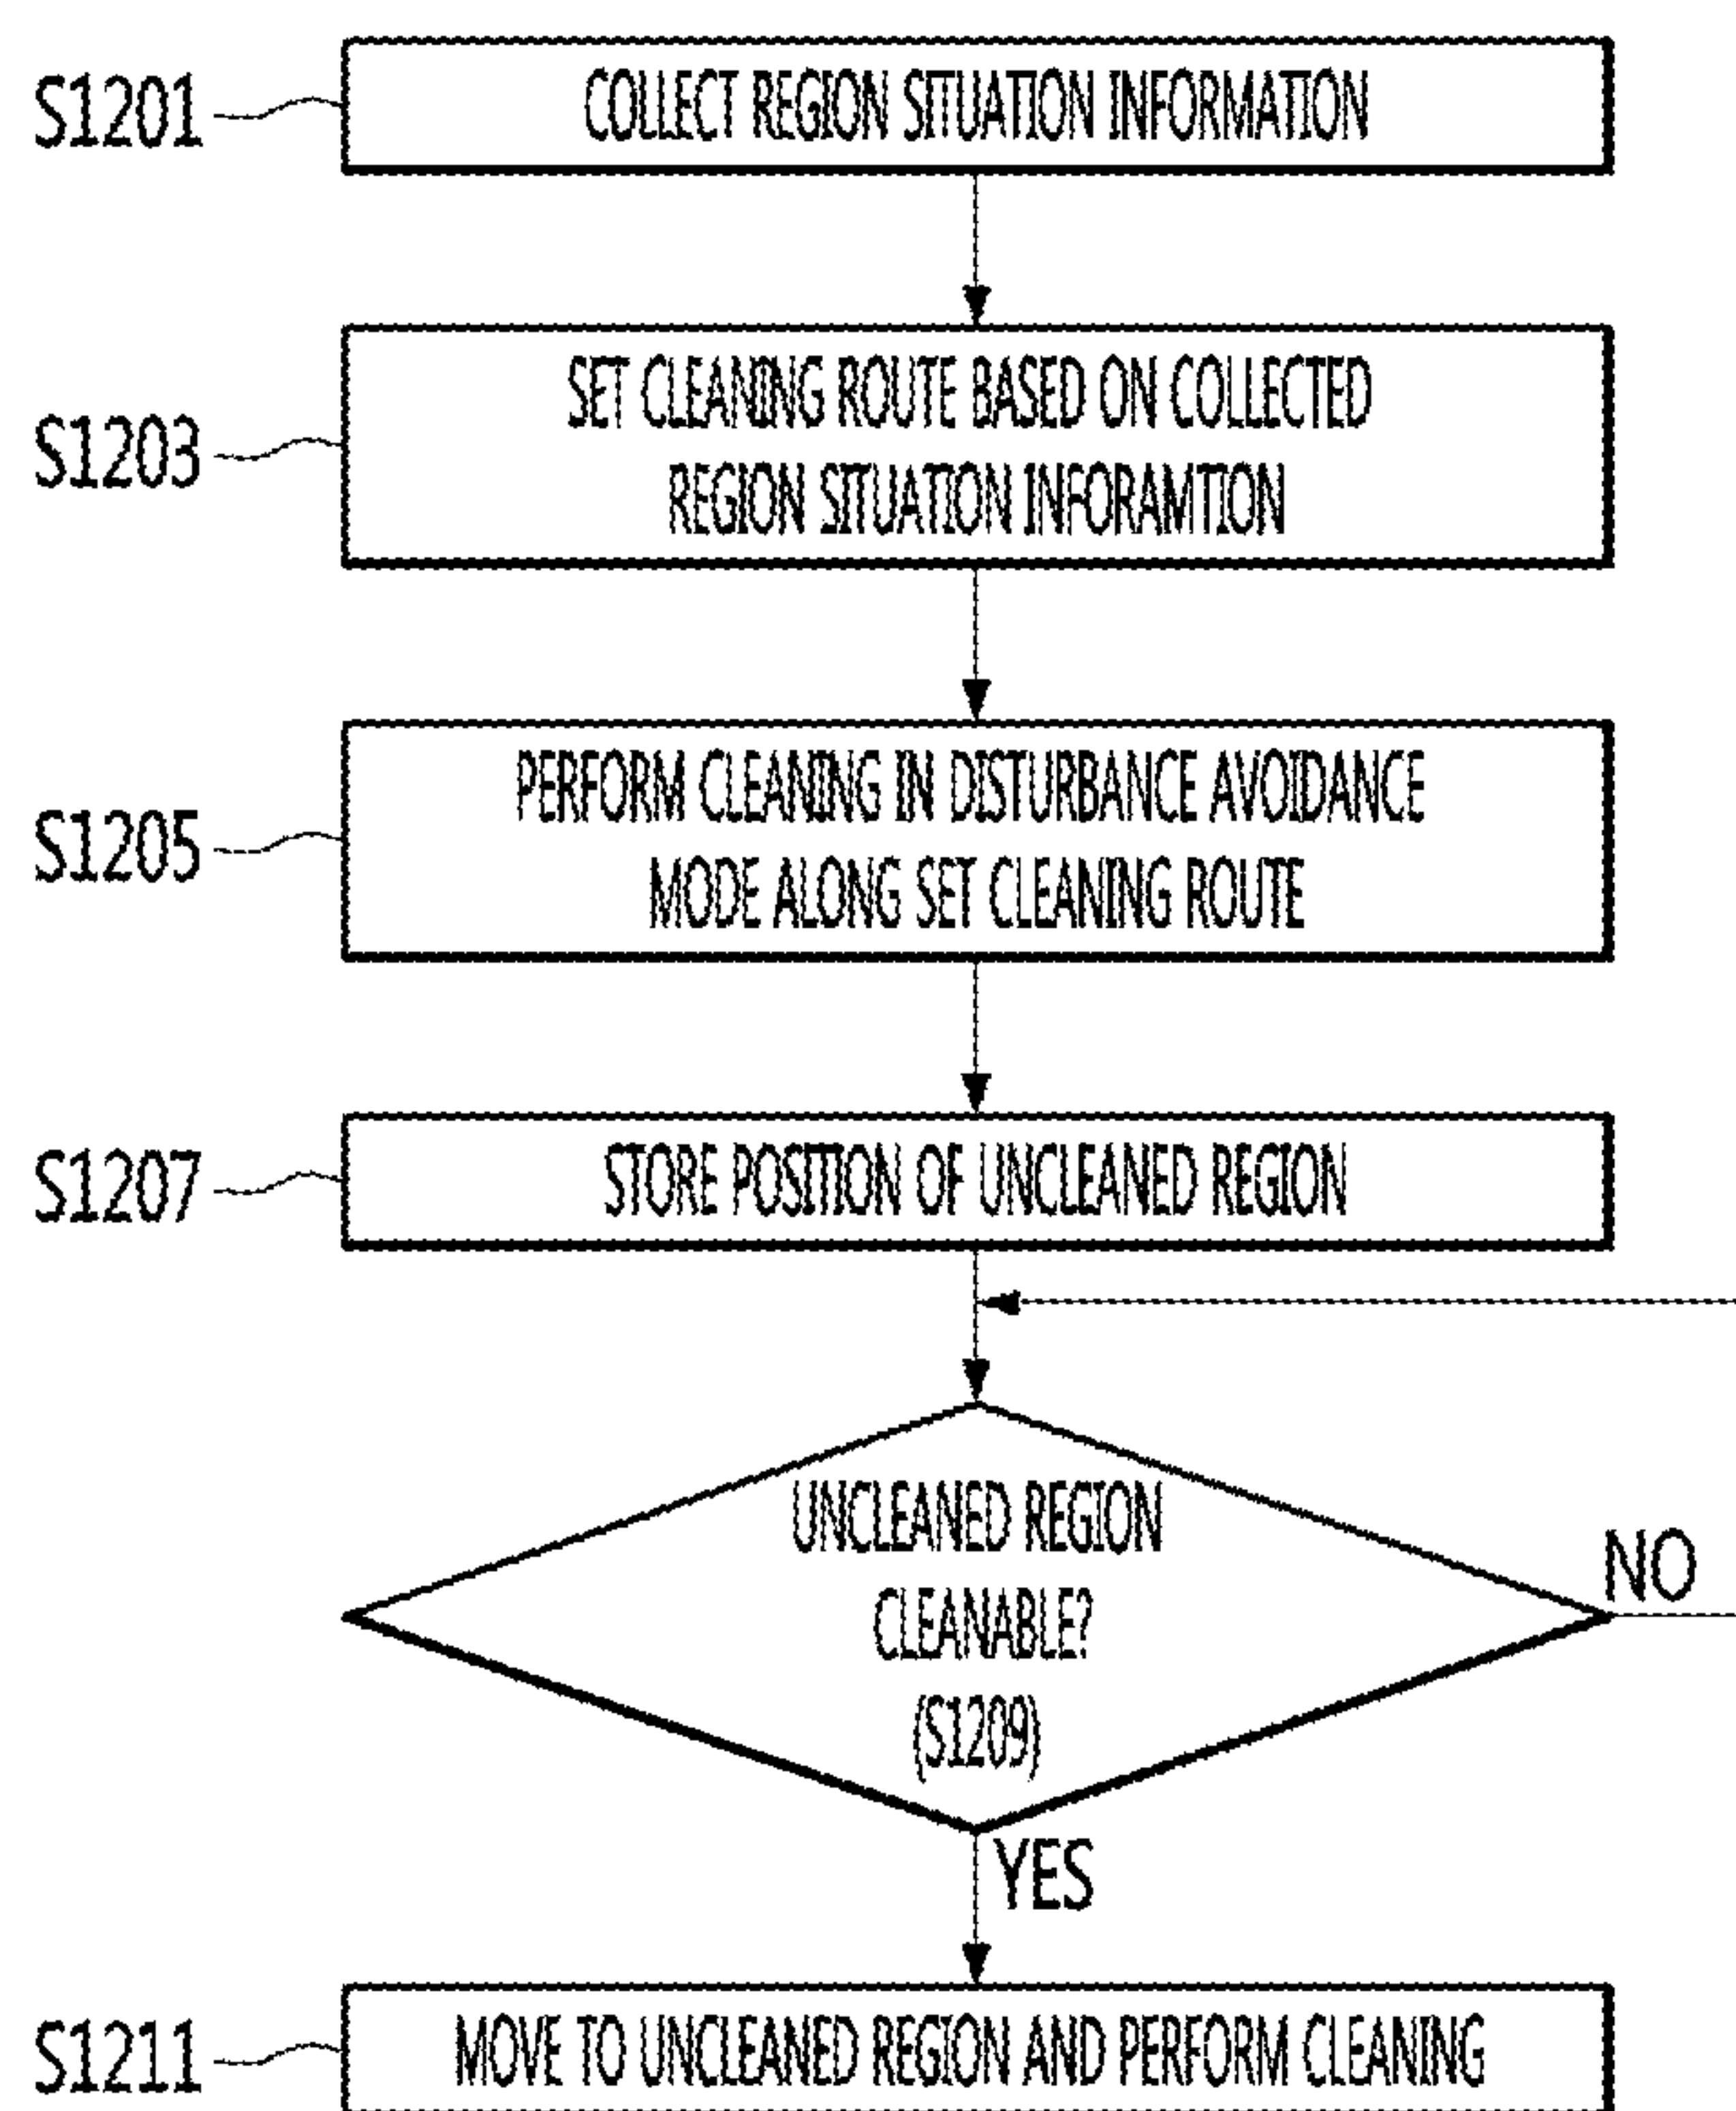 S1201
COLLECT REGION SITUATION INFORMATION
S1203
SET CLEANING ROUTE BASED ON COLLECTED
REGION SITUATION INFORAMTION
S1205
PERFORM CLEANING IN DISTURBANCE AVOIDANCE
MODE ALONG SET CLEANING ROUTE
S1207
STORE POSITION OF UNCLEANED REGION
UNCLEANED REGION
CLEANABLE?
(S1209)
NO
YES
S1211
MOVE TO UNCLEANED REGION AND PERFORM CLEANING